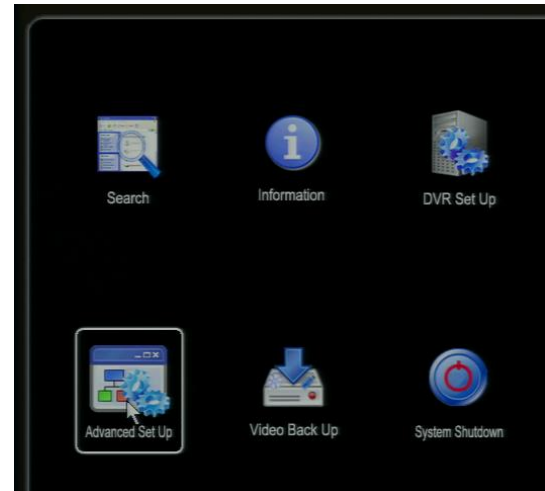 Search
Information
DVR Set Up
Advanced Set Up
Video Back Up
System Shutdown